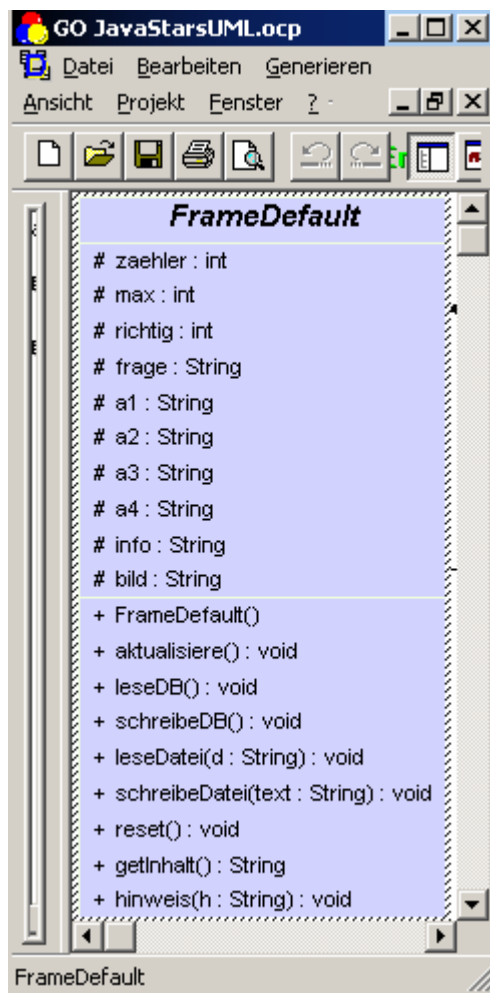 GO JavaStarsUML.ocp
Datei Bearbeiten Generieren
Ansicht Projekt Fenster ?
FrameDefault
# zaehler : int
# max : int
# richtig : int
# frage : String
# a1 : String
# a2 : String
# a3 : String
# a4 : String
# info : String
# bild : String
+ FrameDefault()
+ aktualisiere() : void
+ leseDB() : void
+ schreibeDB() : void
+ leseDatei(d : String) : void
+ schreibeDatei(text : String) : void
+ reset() : void
+ getInhalt() : String
+ hinweis(h : String) : void
FrameDefault